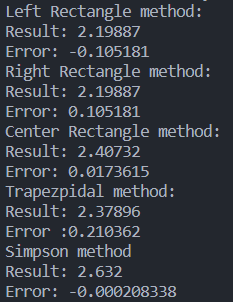 Left Rectangle method:
Result: 2.19887
Error: -0.105181
Right Rectangle method:
Result: 2.19887
Error: 0.105181
Center Rectangle method:
Result: 2.40732
Error: 0.0173615
Trapezpidal method:
Result: 2.37896
Error :0.210362
Simpson method
Result: 2.632
Error: -0.000208338